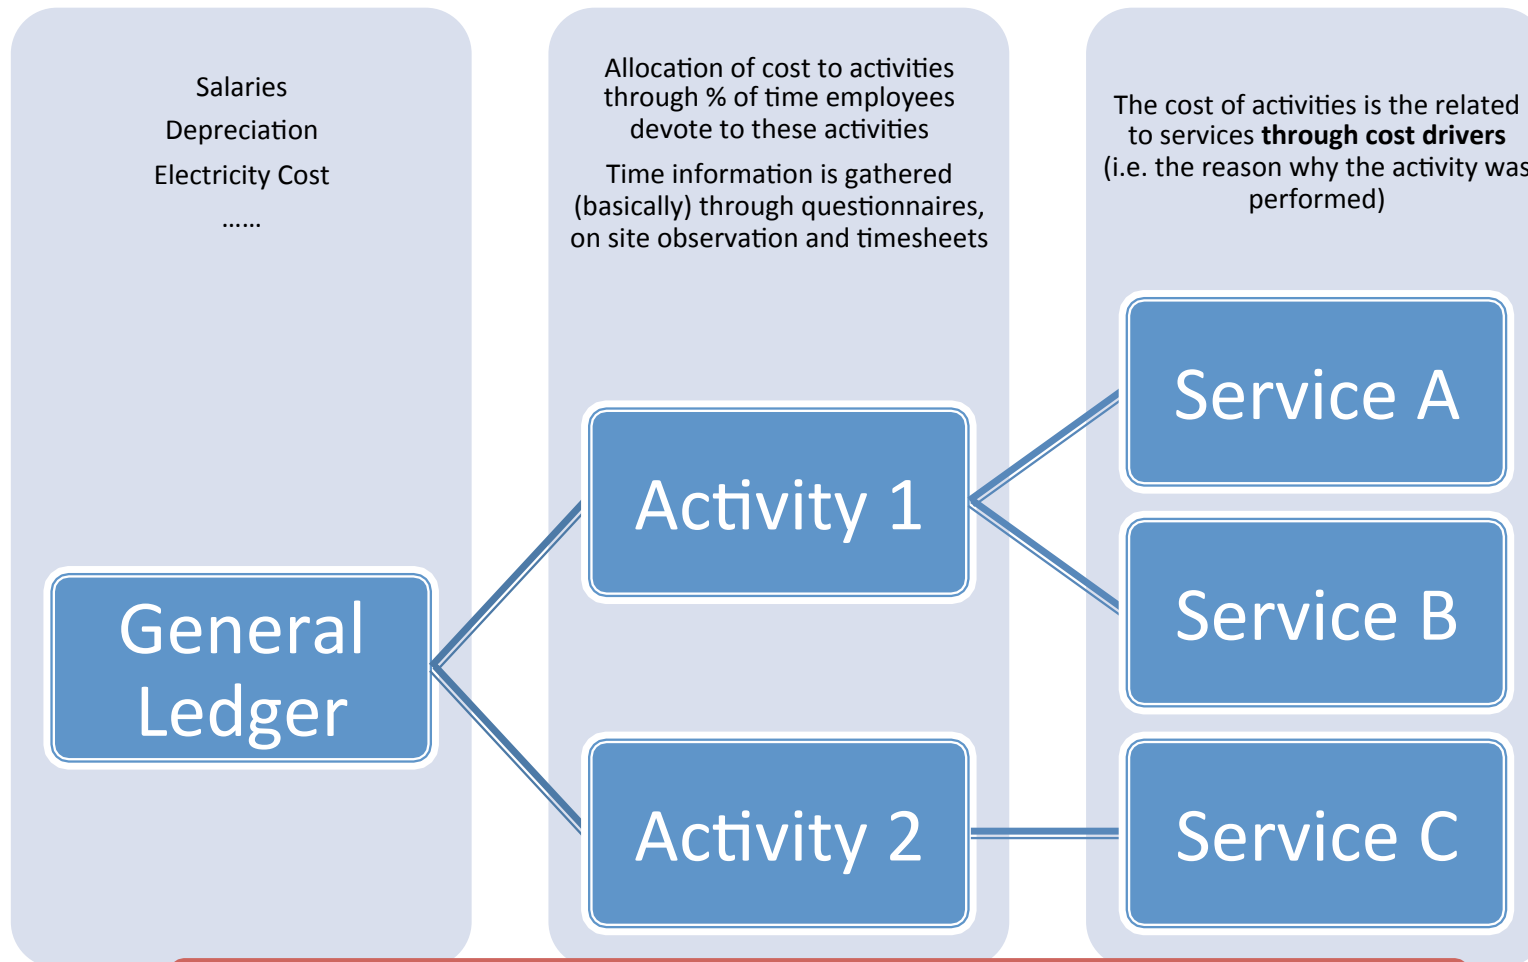 Salaries
Depreciation
Electricity Cost
……
Allocation of cost to activities
through % of time employees
devote to these activities
Time information is gathered
(basically) through questionnaires,
on site observation and timesheets
The cost of activities is the related
to services through cost drivers
(i.e. the reason why the activity was
performed)
General
Ledger
Activity 1
Activity 2
Service A
Service B
Service C